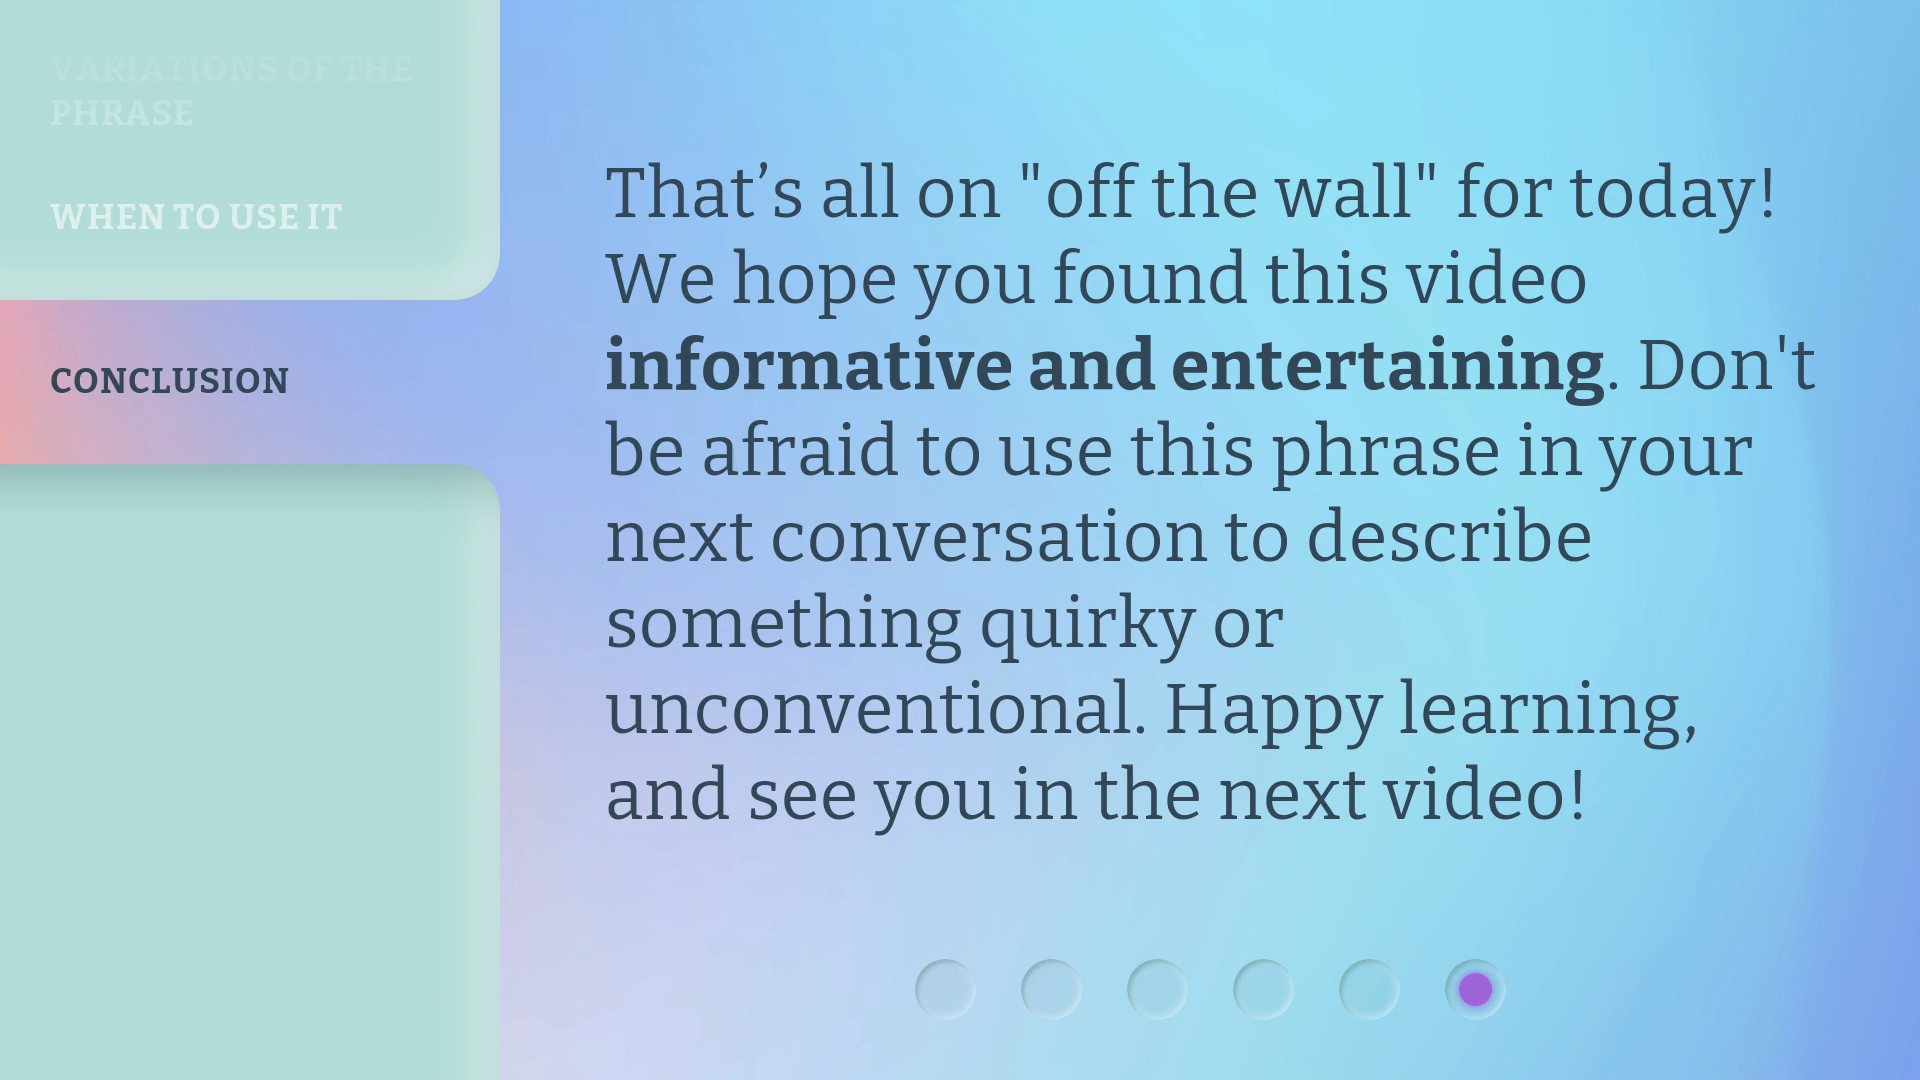 VARIATIONS OF THE
PHRASE
WHEN TO USE IT
CONCLUSION
That’s all on "off the wall" for today!
We hope you found this video
informative and entertaining. Don't
be afraid to use this phrase in your
next conversation to describe
something quirky or
unconventional. Happy learning,
and see you in the next video!